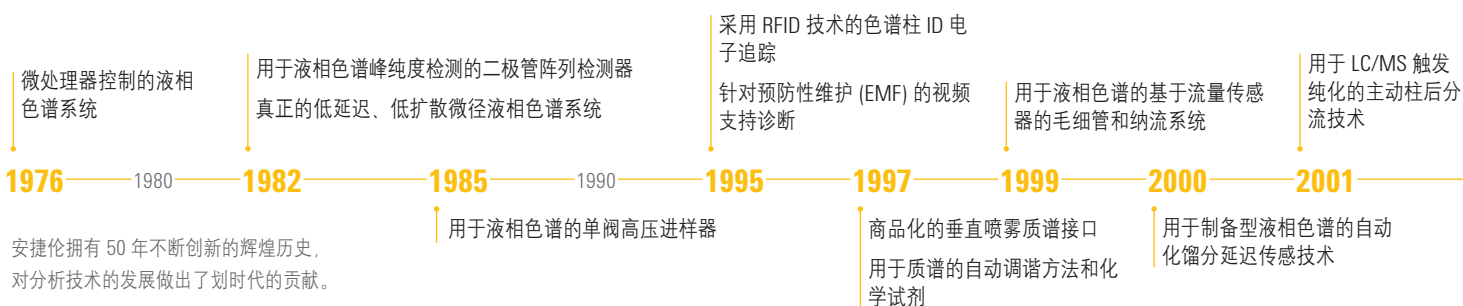 微处理器控制的液相
色谱系统
用于液相色谱峰纯度检测的二极管阵列检测器
真正的低延迟、低扩散微径液相色谱系统
采用 RFID 技术的色谱柱 ID 电
子追踪
针对预防性维护 (EMF) 的视频
支持诊断
用于液相色谱的基于流量传感
器的毛细管和纳流系统
用于 LC/MS 触发
纯化的主动柱后分
流技术
1976 1980 1982 1985 1990 1995 1997 1999 2000 2001
安捷伦拥有 50 年不断创新的辉煌历史，
对分析技术的发展做出了划时代的贡献。
用于液相色谱的单阀高压进样器
商品化的垂直喷雾质谱接口
用于质谱的自动调谐方法和化
学试剂
用于制备型液相色谱的自动
化馏分延迟传感技术